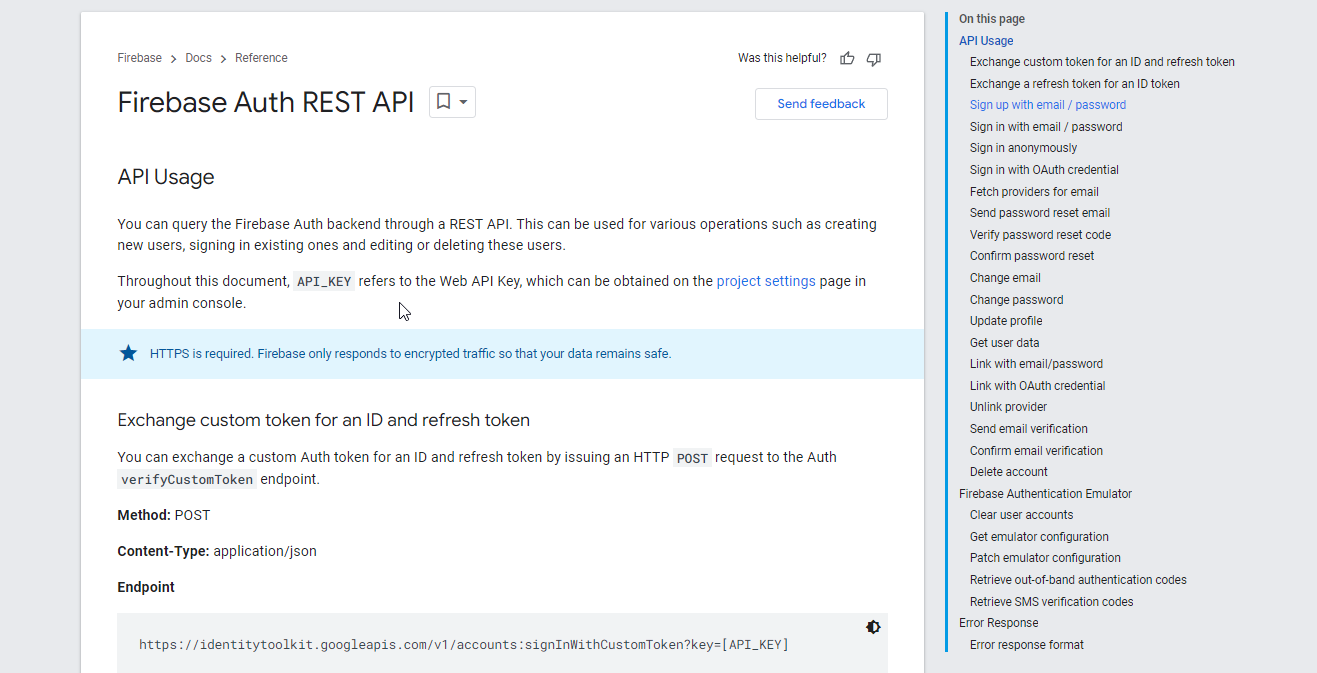 Firebase > Docs > Reference
Was this helpful?
Firebase Auth REST API
Send feedback
API Usage
You can query the Firebase Auth backend through a REST API. This can be used for various operations such as creating
new users, signing in existing ones and editing or deleting these users.
Throughout this document, API_KEY refers to the Web API Key, which can be obtained on the project settings page in
your admin console.
HTTPS is required. Firebase only responds to encrypted traffic so that your data remains safe.
Exchange custom token for an ID and refresh token
You can exchange a custom Auth token for an ID and refresh token by issuing an HTTP POST request to the Auth
verifyCustomToken endpoint.
Method: POST
Content-Type: application/json
Endpoint
https://identitytoolkit.googleapis.com/v1/accounts:signInWithCustomToken?key=[API_KEY]
On this page
API Usage
Exchange custom token for an ID and refresh token
Exchange a refresh token for an ID token
Sign up with email / password
Sign in with email / password
Sign in anonymously
Sign in with OAuth credential
Fetch providers for email
Send password reset email
Verify password reset code
Confirm password reset
Change email
Change password
Update profile
Get user data
Link with email/password
Link with OAuth credential
Unlink provider
Send email verification
Confirm email verification
Delete account
Firebase Authentication Emulator
Clear user accounts
Get emulator configuration
Patch emulator configuration
Retrieve out-of-band authentication codes
Retrieve SMS verification codes
Error Response
Error response format